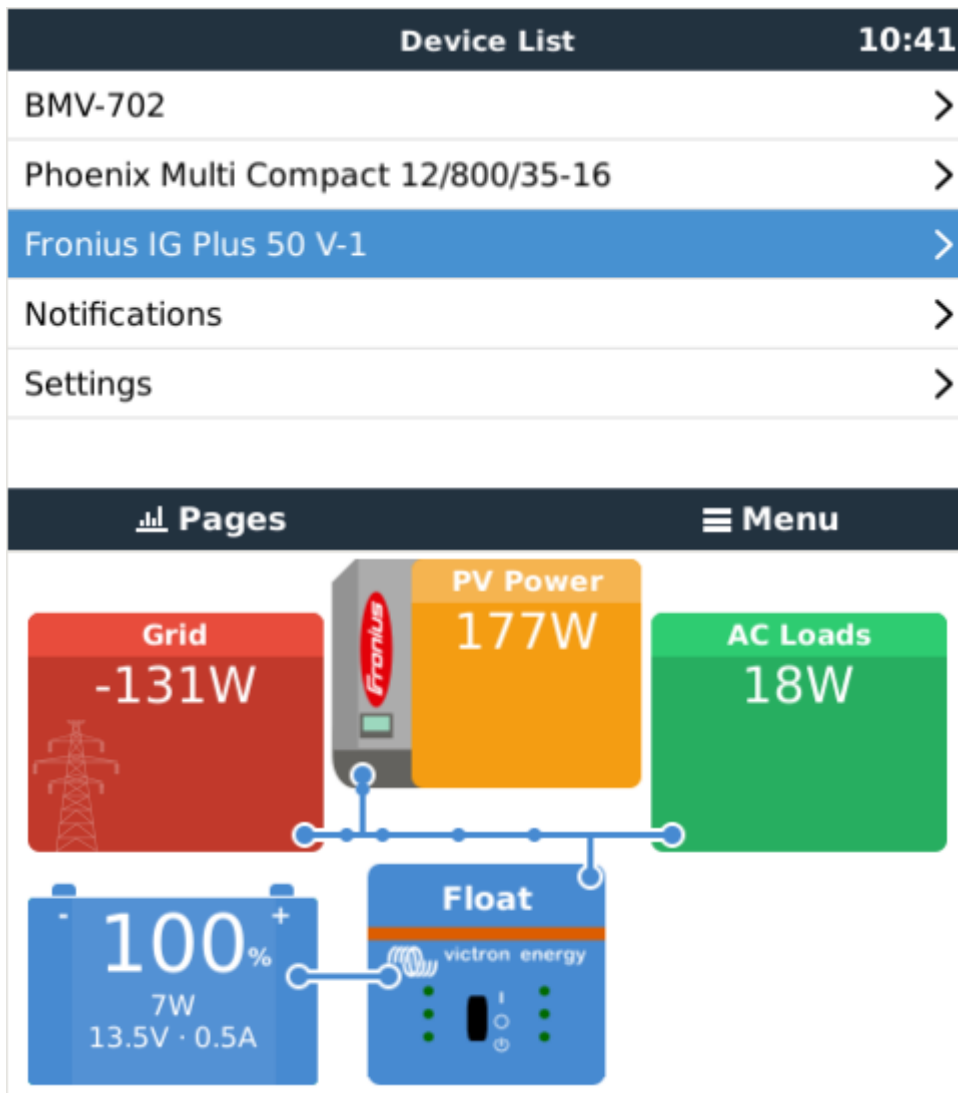 Device List 10:41
BMV-702
Phoenix Multi Compact 12/800/35-16
Fronius IG Plus 50 V-1
Notifications
Settings
Pages Menu
PV Power
177W
Grid
-131W
AC Loads
18W
Fronius
Float
victron energy
- +
100%
7W
13.5V · 0.5A